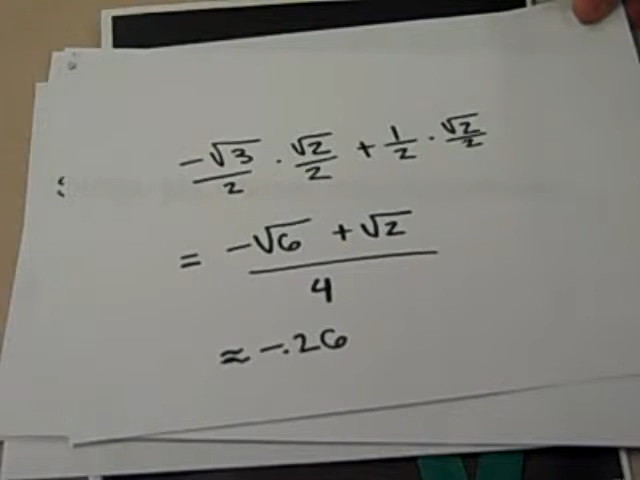 -√3/2 · √2/2 + 1/2 · √2/2
= -√6 + √2 / 4
≈ -.26